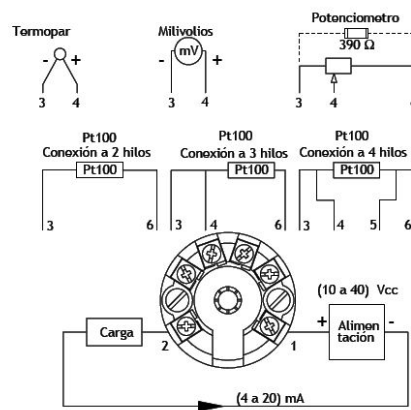 Termopar
- +
3 4
Milivolios
mV
- +
3 4
Potenciometro
390 Ω
3 4
Pt100
Conexión a 2 hilos
Pt100
3 6
Pt100
Conexión a 3 hilos
Pt100
3 4 6
Pt100
Conexión a 4 hilos
Pt100
3 4 5 6
(10 a 40) Vcc
Carga
2 1
+ -
Alimen
tación
(4 a 20) mA